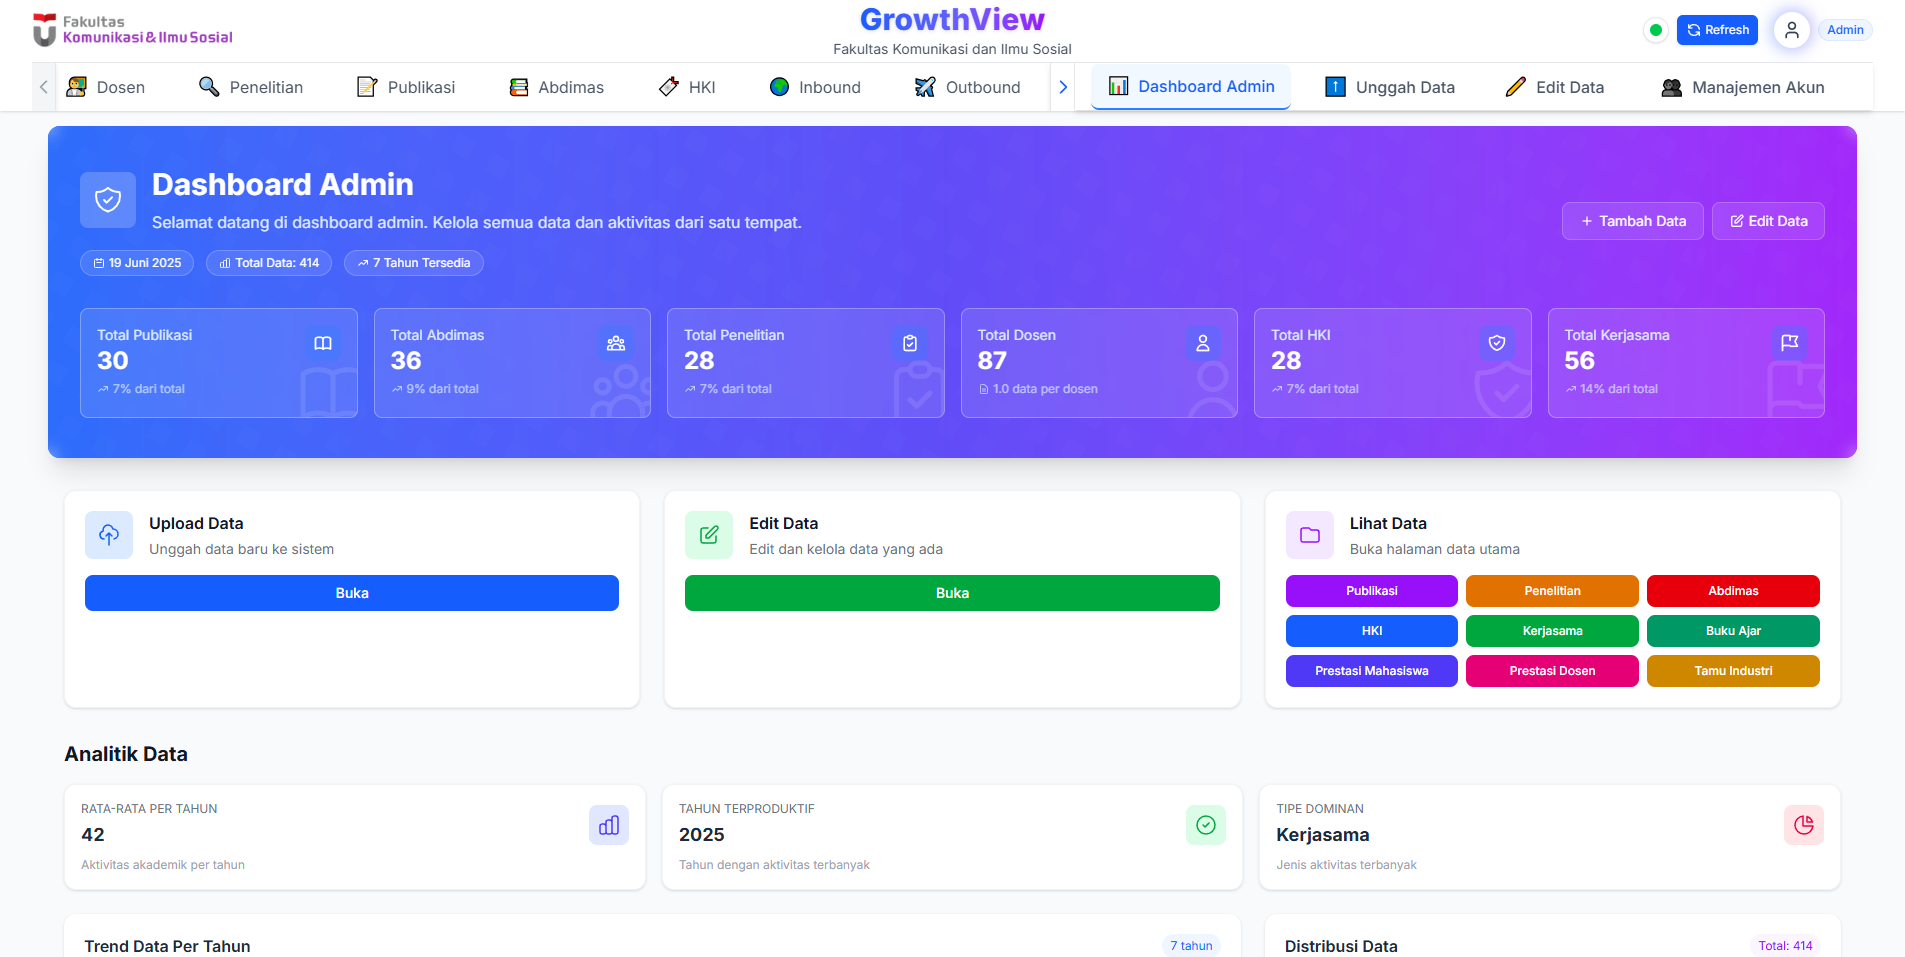 Fakultas
Komunikasi & Ilmu Sosial
GrowthView
Fakultas Komunikasi dan Ilmu Sosial
Refresh
Admin
Dosen
Penelitian
Publikasi
Abdimas
HKI
Inbound
Outbound
Dashboard Admin
Unggah Data
Edit Data
Manajemen Akun
Dashboard Admin
Selamat datang di dashboard admin. Kelola semua data dan aktivitas dari satu tempat.
+ Tambah Data
Edit Data
19 Juni 2025
Total Data: 414
7 Tahun Tersedia
Total Publikasi
30
7% dari total
Total Abdimas
36
9% dari total
Total Penelitian
28
7% dari total
Total Dosen
87
1.0 data per dosen
Total HKI
28
7% dari total
Total Kerjasama
56
14% dari total
Upload Data
Unggah data baru ke sistem
Buka
Edit Data
Edit dan kelola data yang ada
Buka
Lihat Data
Buka halaman data utama
Publikasi
Penelitian
Abdimas
HKI
Kerjasama
Buku Ajar
Prestasi Mahasiswa
Prestasi Dosen
Tamu Industri
Analitik Data
RATA-RATA PER TAHUN
42
Aktivitas akademik per tahun
TAHUN TERPRODUKTIF
2025
Tahun dengan aktivitas terbanyak
TIPE DOMINAN
Kerjasama
Jenis aktivitas terbanyak
Trend Data Per Tahun
7 tahun
Distribusi Data
Total: 414